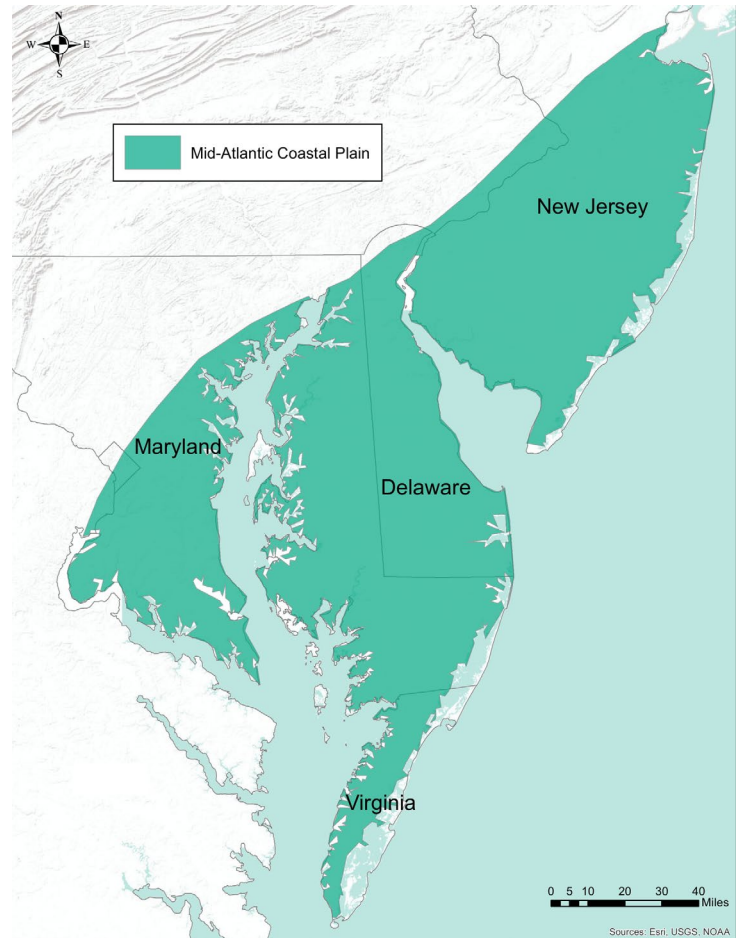 N
W E
S
Mid-Atlantic Coastal Plain
New Jersey
Maryland
Delaware
Virginia
0 5 10 20 30 40
Miles
Sources: Esri, USGS, NOAA